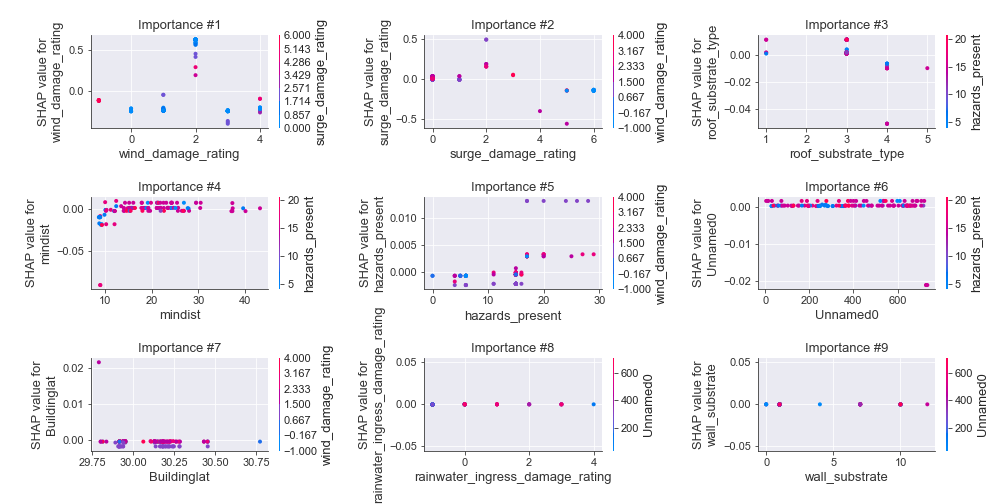 Importance #1
SHAP value for
wind_damage_rating
0.5
0.0
0
1
2
3
4
wind_damage_rating
6.000
5.143
4.286
3.429
2.571
1.714
0.857
0.000
surge_damage_rating
Importance #2
SHAP value for
surge_damage_rating
0.5
0.0
−0.5
0
1
2
3
4
5
6
surge_damage_rating
4.000
3.167
2.333
1.500
0.667
−0.167
−1.000
wind_damage_rating
Importance #3
SHAP value for
roof_substrate_type
0.00
−0.02
−0.04
1
2
3
4
5
roof_substrate_type
20
15
10
5
hazards_present
Importance #4
SHAP value for
mindist
0.00
−0.05
10
20
30
40
mindist
20
15
10
5
hazards_present
Importance #5
SHAP value for
hazards_present
0.010
0.005
0.000
0
10
20
30
hazards_present
4.000
3.167
2.333
1.500
0.667
−0.167
−1.000
wind_damage_rating
Importance #6
SHAP value for
Unnamed0
0.00
−0.01
−0.02
0
200
400
600
Unnamed0
20
15
10
5
hazards_present
Importance #7
SHAP value for
Buildinglat
0.02
0.01
0.00
29.75
30.00
30.25
30.50
30.75
Buildinglat
4.000
3.167
2.333
1.500
0.667
−0.167
−1.000
wind_damage_rating
Importance #8
SHAP value for
rainwater_ingress_damage_rating
0.05
0.00
−0.05
0
2
4
rainwater_ingress_damage_rating
600
400
200
Unnamed0
Importance #9
SHAP value for
wall_substrate
0.05
0.00
−0.05
0
5
10
wall_substrate
600
400
200
Unnamed0